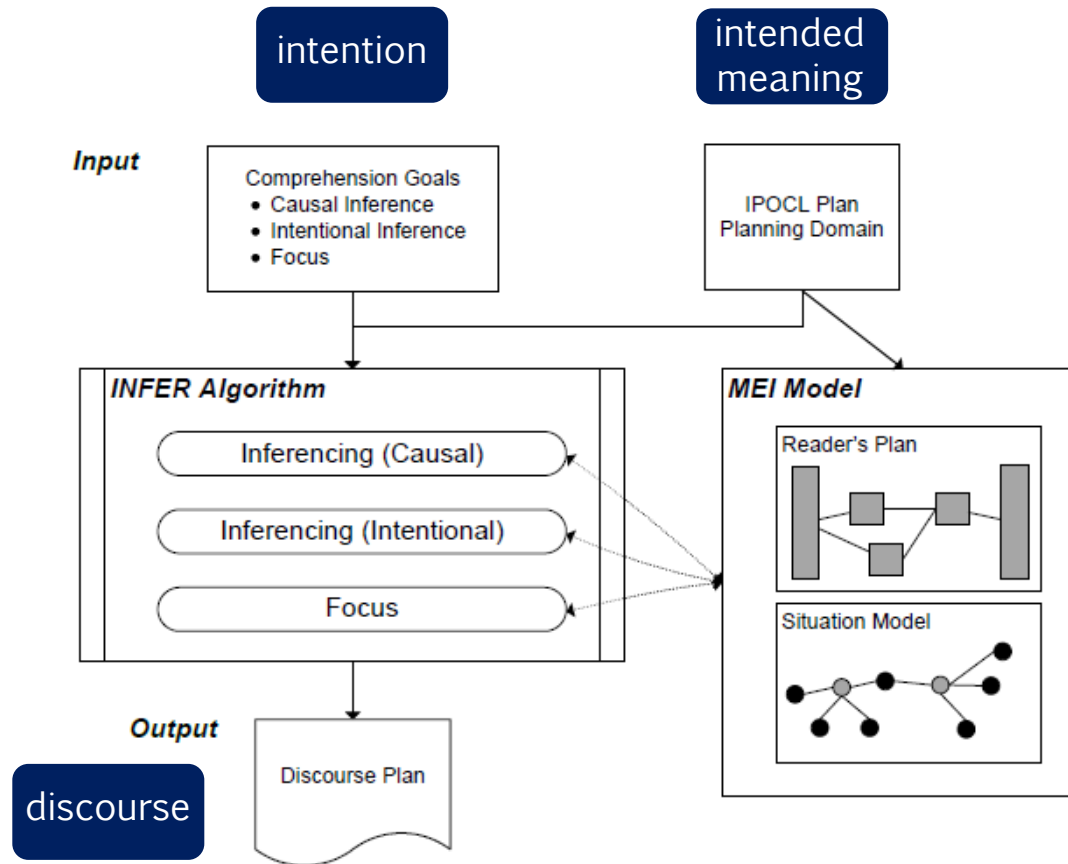 intention
intended
meaning
Input
Comprehension Goals
• Causal Inference
• Intentional Inference
• Focus
IPOCL Plan
Planning Domain
INFER Algorithm
Inferencing (Causal)
Inferencing (Intentional)
Focus
MEI Model
Reader's Plan
Situation Model
Output
Discourse Plan
discourse